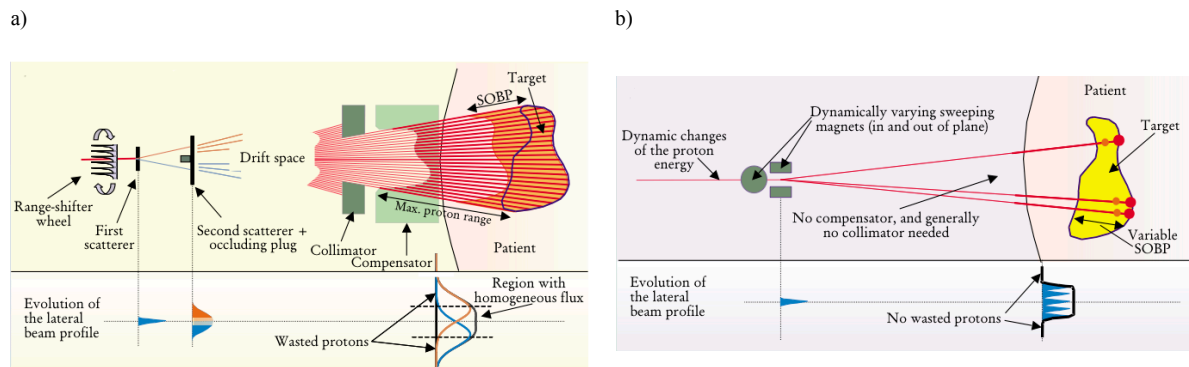 a)
Target
SOBP
Drift space
Range-shifter
wheel
First
scatterer
Second scatterer +
occluding plug
Max. proton range
Collimator
Compensator
Patient
Evolution of
the lateral
beam profile
Region with
homogeneous flux
Wasted protons
b)
Patient
Dynamically varying sweeping
magnets (in and out of plane)
Target
Dynamic changes
of the proton
energy
No compensator, and generally
no collimator needed
Variable
SOBP
Evolution of
the lateral
beam profile
No wasted protons